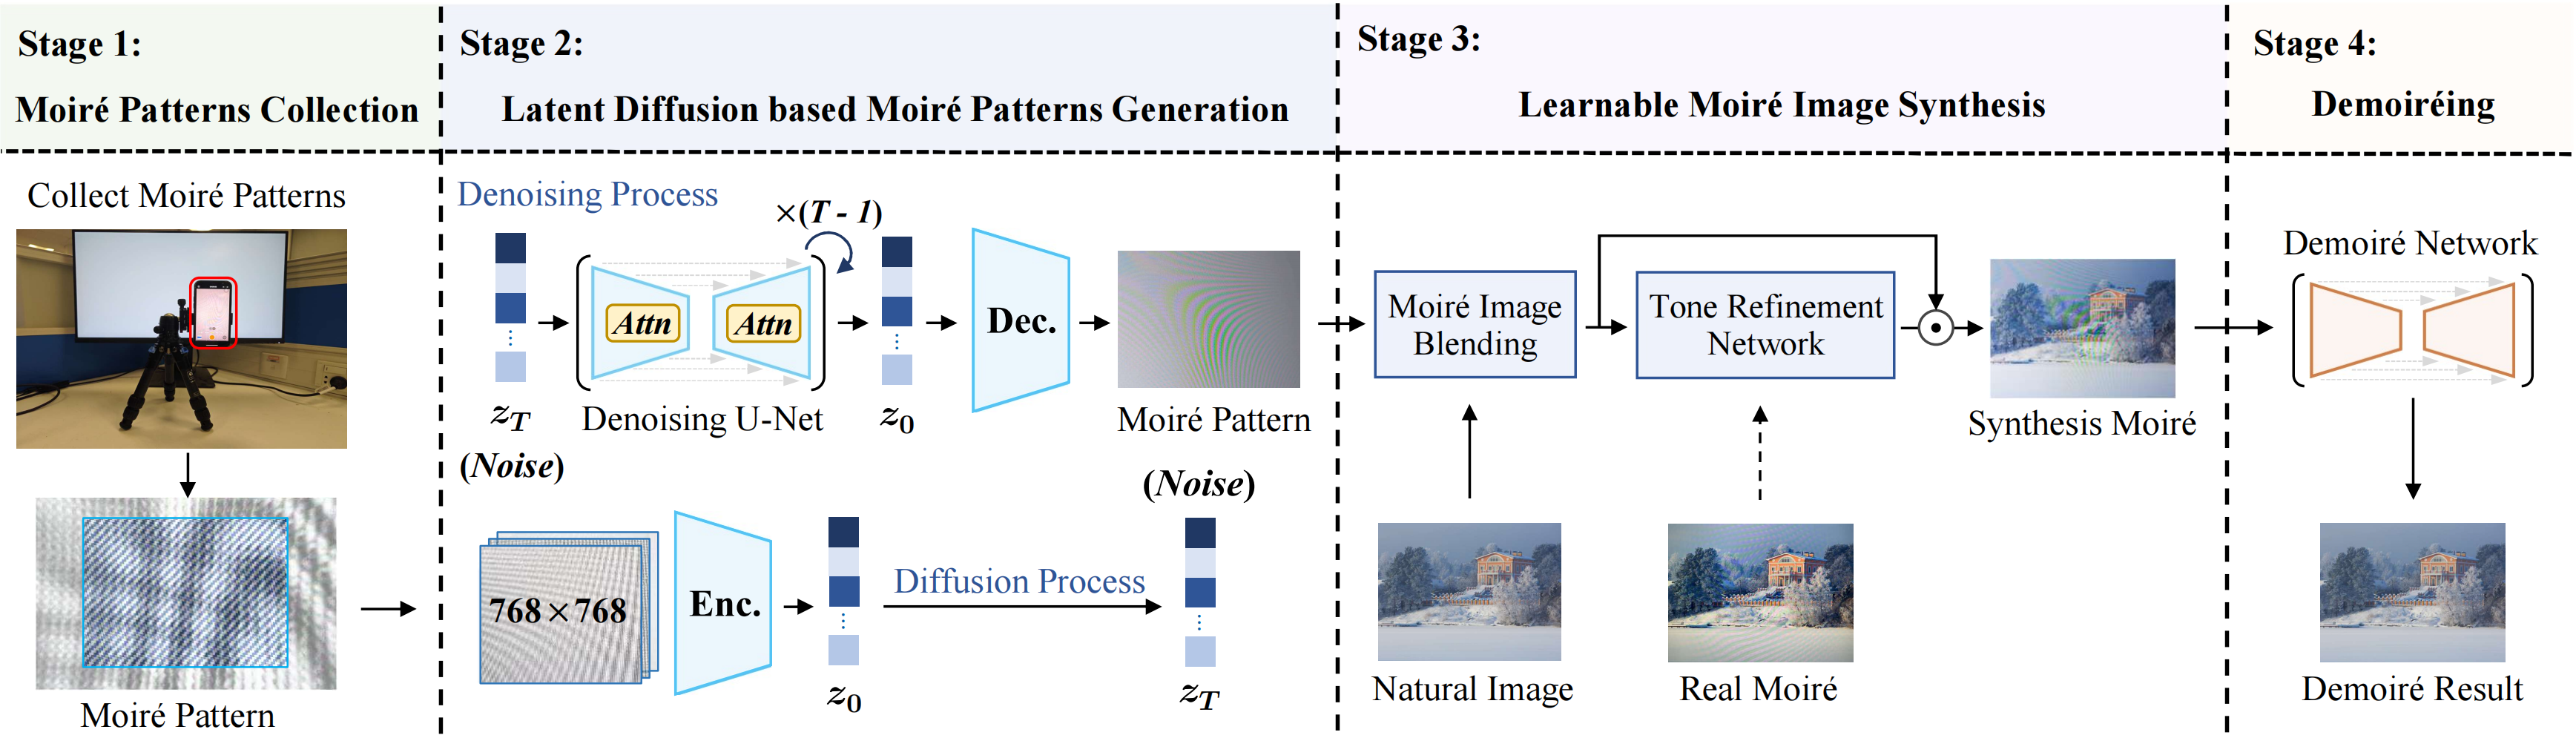 Stage 1:
Moiré Patterns Collection
Collect Moiré Patterns
Moiré Pattern
Stage 2:
Latent Diffusion based Moiré Patterns Generation
Denoising Process
×(T - 1)
Attn
Attn
Dec.
z_T
Denoising U-Net
z_0
Moiré Pattern
(Noise)
(Noise)
768×768
Enc.
Diffusion Process
z_0
z_T
Stage 3:
Learnable Moiré Image Synthesis
Moiré Image
Blending
Tone Refinement
Network
Synthesis Moiré
Natural Image
Real Moiré
Stage 4:
Demoiréing
Demoiré Network
Demoiré Result